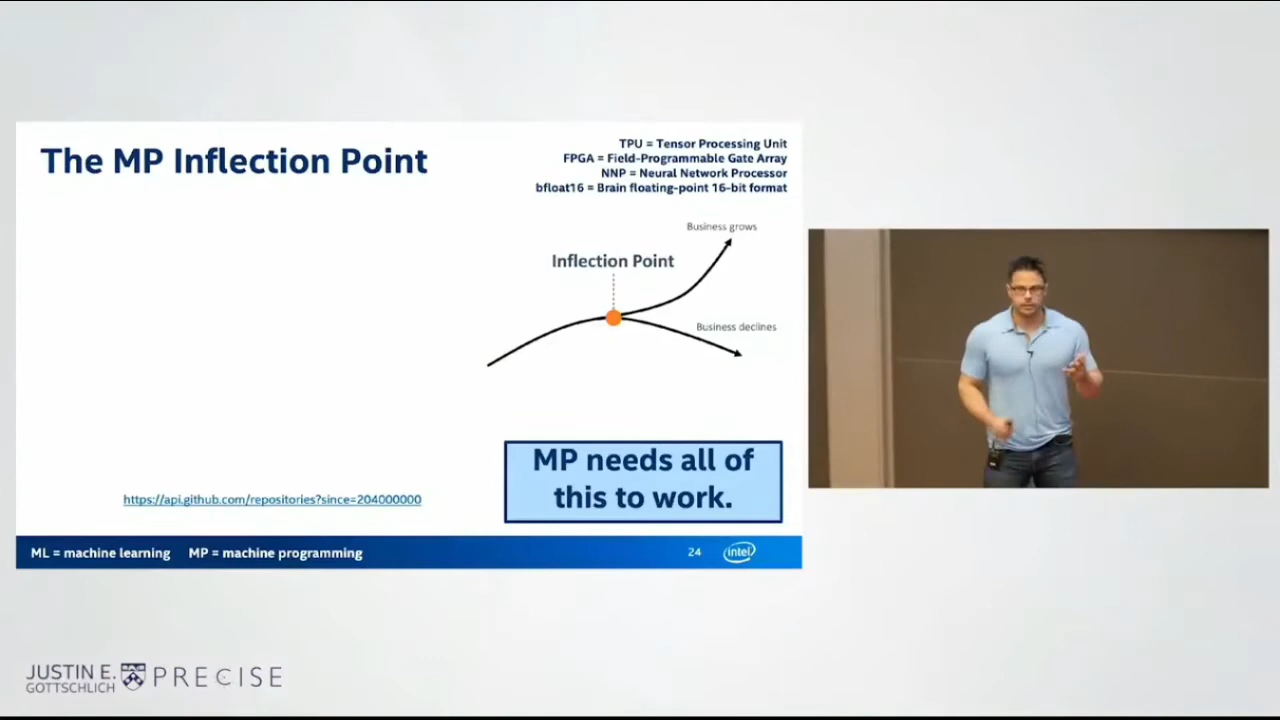 The MP Inflection Point
TPU = Tensor Processing Unit
FPGA = Field-Programmable Gate Array
NNP = Neural Network Processor
bfloat16 = Brain floating-point 16-bit format
Business grows
Inflection Point
Business declines
MP needs all of
this to work.
https://api.github.com/repositories?since=204000000
ML = machine learning MP = machine programming
24
intel
JUSTIN E.
GOTTSCHLICH
PRECISE